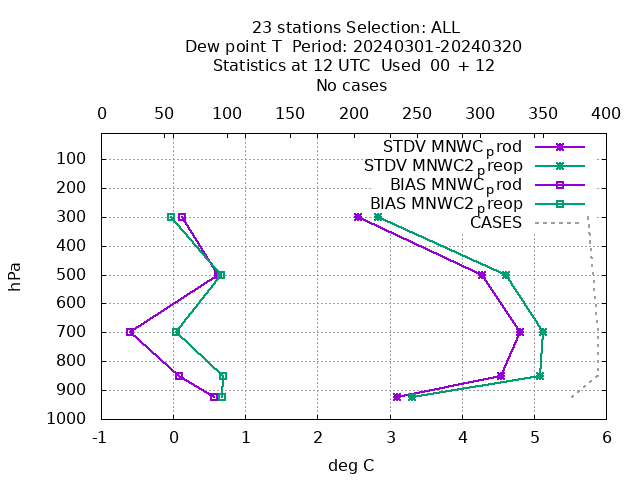 23 stations Selection: ALL
Dew point T  Period: 20240301-20240320
Statistics at 12 UTC  Used  00 + 12
No cases
0 50 100 150 200 250 300 350 400
STDV MNWC_prod
STDV MNWC2_preop
BIAS MNWC_prod
BIAS MNWC2_preop
CASES
100
200
300
400
500
600
700
800
900
1000
hPa
-1 0 1 2 3 4 5 6
deg C